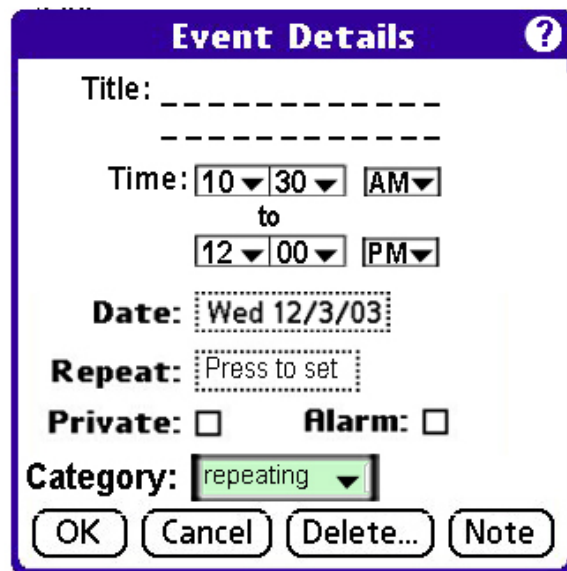 Event Details ?
Title:
Time: 10 30 AM
to
12 00 PM
Date: Wed 12/3/03
Repeat: Press to set
Private: Alarm:
Category: repeating
OK Cancel Delete... Note